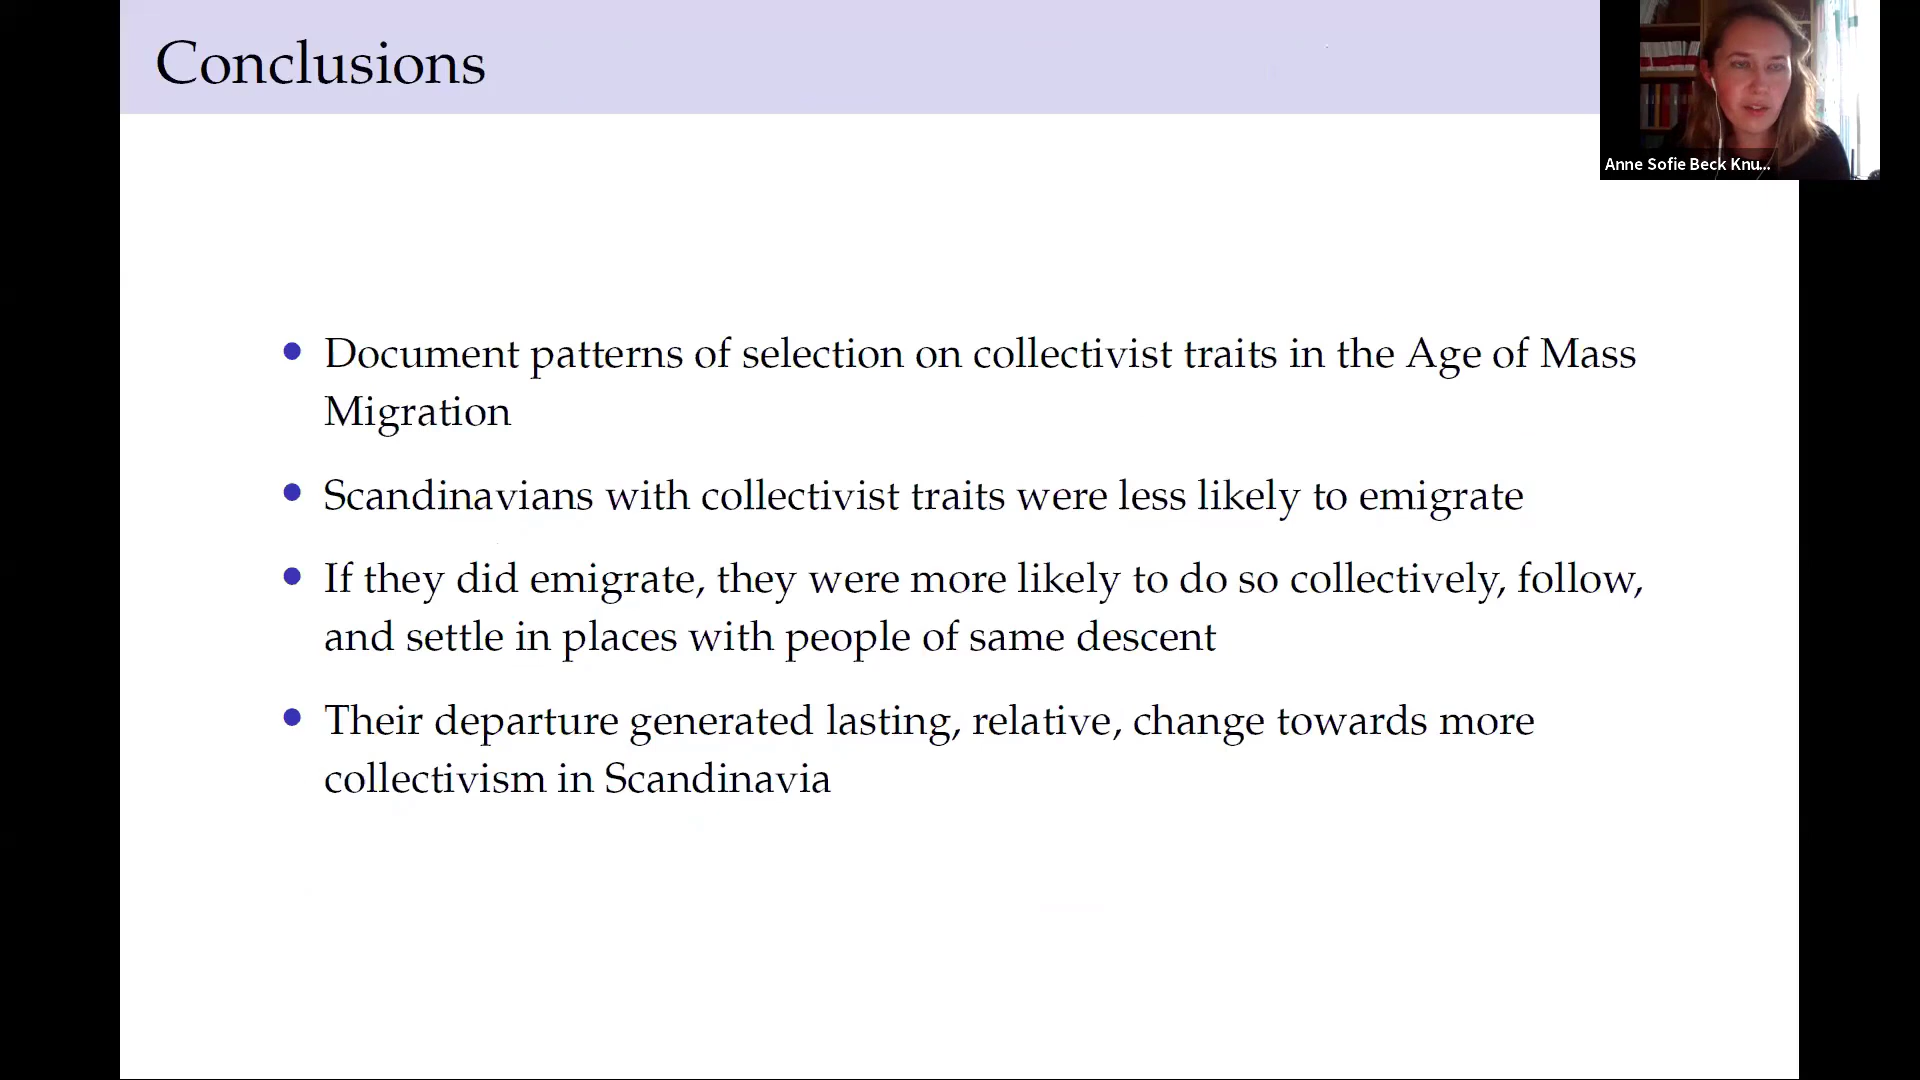 Conclusions
Anne Sofie Beck Knu...
• Document patterns of selection on collectivist traits in the Age of Mass
Migration
• Scandinavians with collectivist traits were less likely to emigrate
• If they did emigrate, they were more likely to do so collectively, follow,
and settle in places with people of same descent
• Their departure generated lasting, relative, change towards more
collectivism in Scandinavia